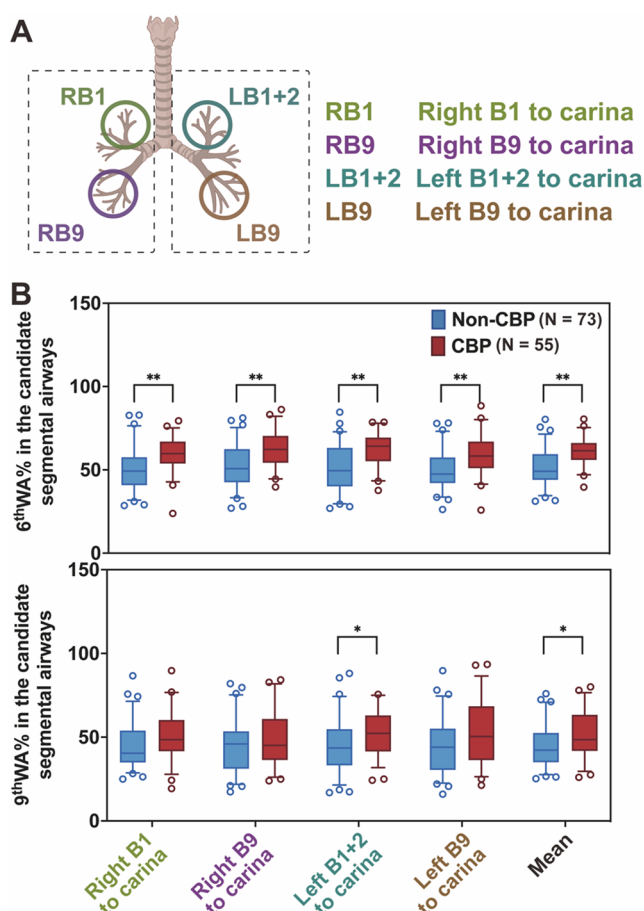 A
RB1
LB1+2
RB9
LB9
RB1 Right B1 to carina
RB9 Right B9 to carina
LB1+2 Left B1+2 to carina
LB9 Left B9 to carina
B
6thWA% in the candidate
segmental airways
150
100
50
0
Non-CBP (N = 73)
CBP (N = 55)
**
**
**
**
**
9thWA% in the candidate
segmental airways
150
100
50
0
*
*
Right B1
to carina
Right B9
to carina
Left B1+2
to carina
Left B9
to carina
Mean